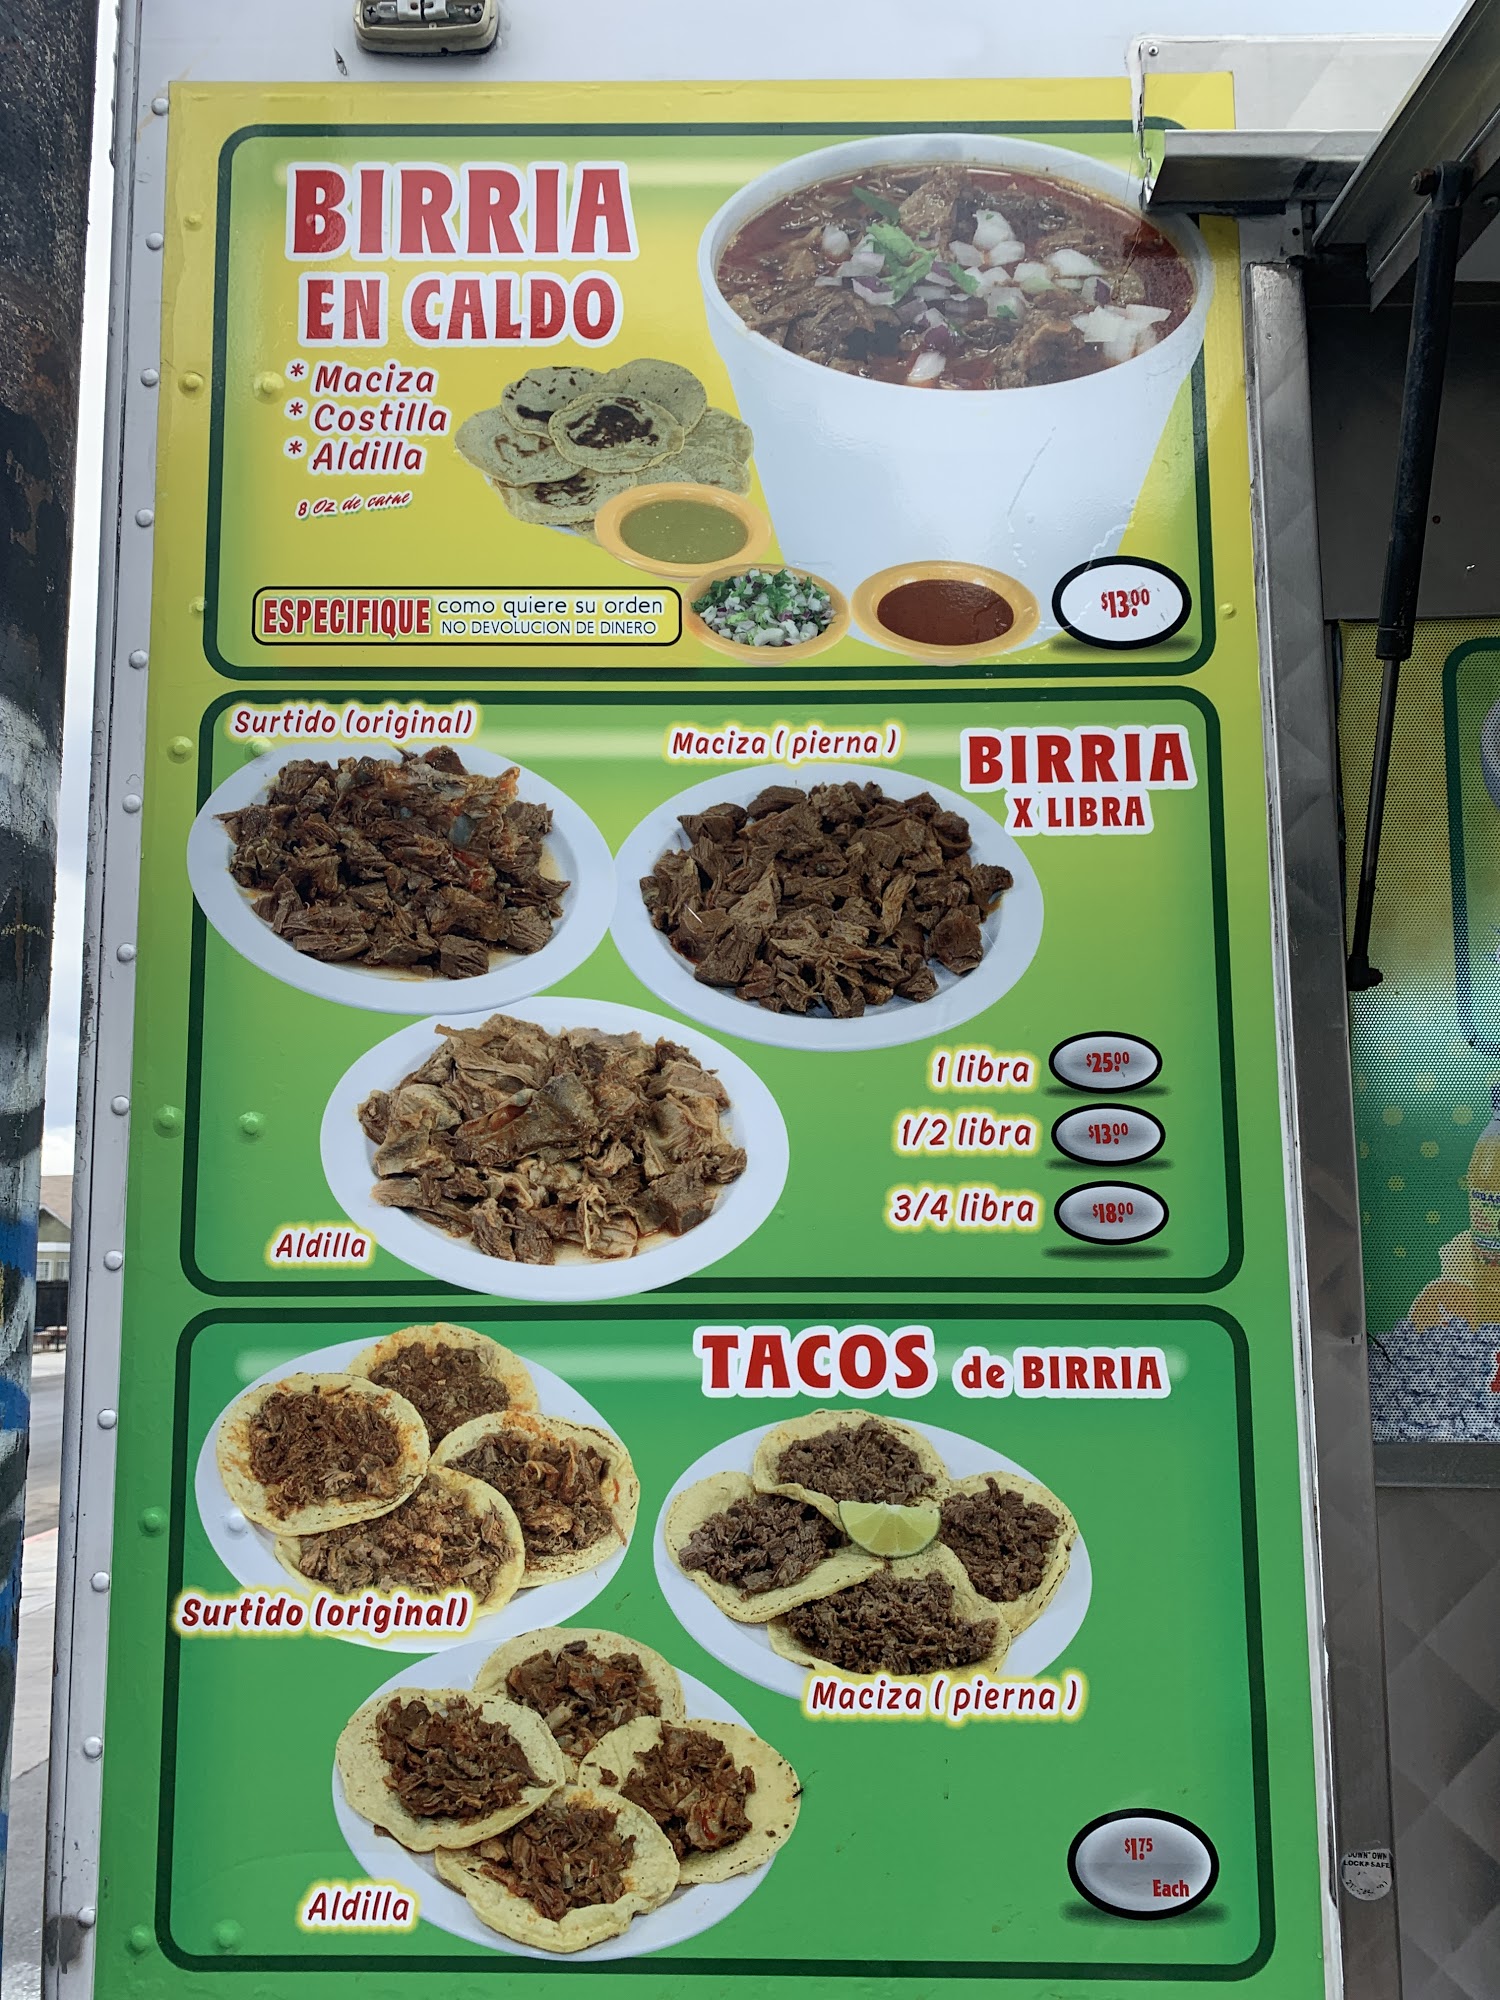 BIRRIA
EN CALDO
* Maciza
* Costilla
* Aldilla
8 Oz de carne
ESPECIFIQUE como quiere su orden
NO DEVOLUCION DE DINERO
$13.00
Surtido (original)
Maciza ( pierna )
BIRRIA
X LIBRA
Aldilla
1 libra $25.00
1/2 libra $13.00
3/4 libra $18.00
TACOS de BIRRIA
Surtido (original)
Maciza ( pierna )
Aldilla
$1.75
Each
LOCK & SAFE